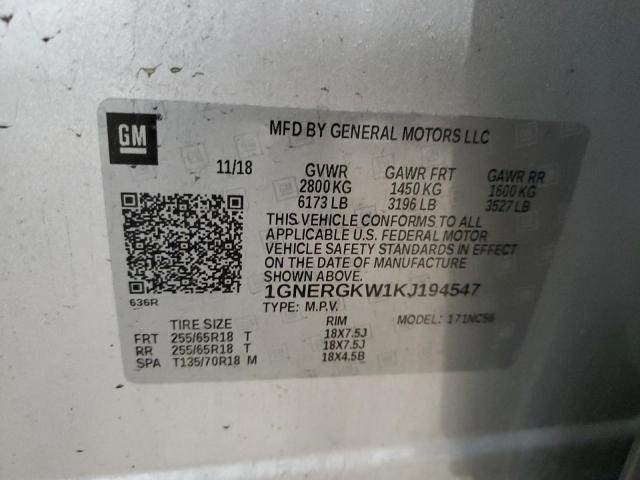 GM
MFD BY GENERAL MOTORS LLC
11/18 GVWR GAWR FRT GAWR RR
2800 KG 1450 KG 1600 KG
6173 LB 3196 LB 3527 LB
THIS VEHICLE CONFORMS TO ALL
APPLICABLE U.S. FEDERAL MOTOR
VEHICLE SAFETY STANDARDS IN EFFECT
ON THE DATE OF MANUFACTURE
SHOWN ABOVE.
636R
1GNERGKW1KJ194547
TYPE: M.P.V. MODEL: 171NC56
TIRE SIZE RIM
FRT 255/65R18 T 18X7.5J
RR 255/65R18 T 18X7.5J
SPA T135/70R18 M 18X4.5B